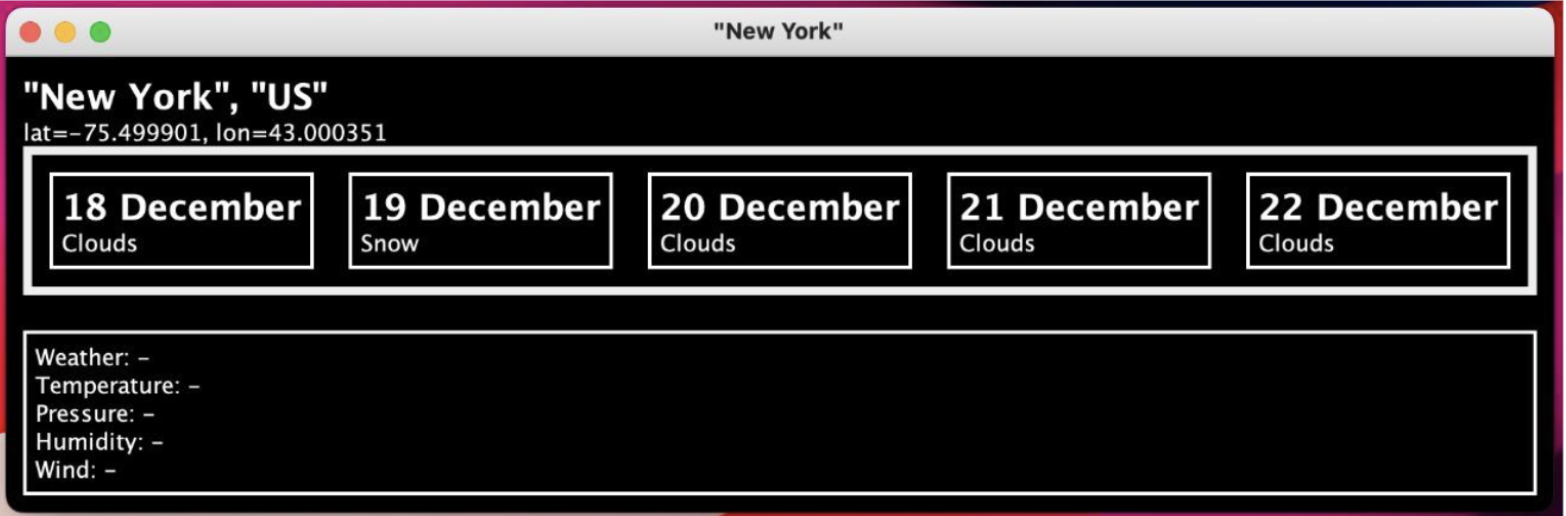 "New York"
"New York", "US"
lat=-75.499901, lon=43.000351
18 December
Clouds
19 December
Snow
20 December
Clouds
21 December
Clouds
22 December
Clouds
Weather: -
Temperature: -
Pressure: -
Humidity: -
Wind: -